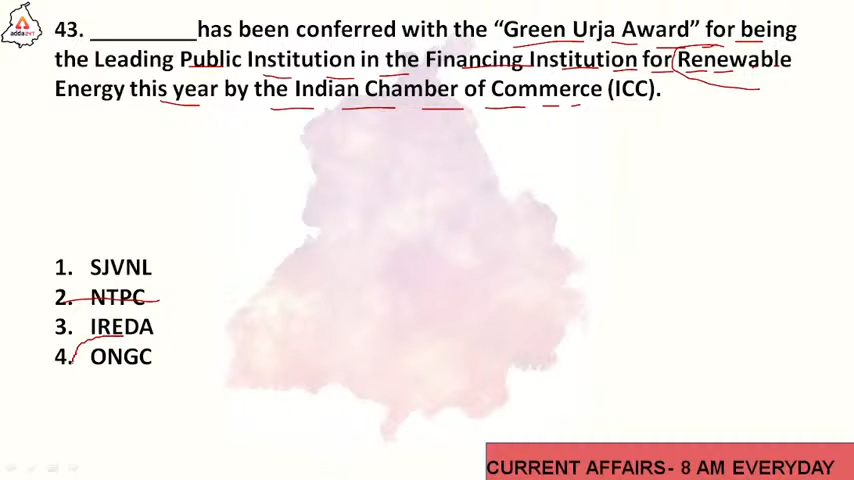 adda247
43. _________has been conferred with the “Green Urja Award” for being
the Leading Public Institution in the Financing Institution for Renewable
Energy this year by the Indian Chamber of Commerce (ICC).
1. SJVNL
2. NTPC
3. IREDA
4. ONGC
CURRENT AFFAIRS- 8 AM EVERYDAY